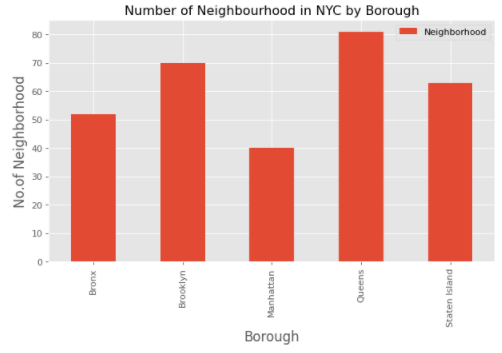 Number of Neighbourhood in NYC by Borough
Neighborhood
No.of Neighborhood
80
70
60
50
40
30
20
10
0
Bronx
Brooklyn
Manhattan
Queens
Staten Island
Borough